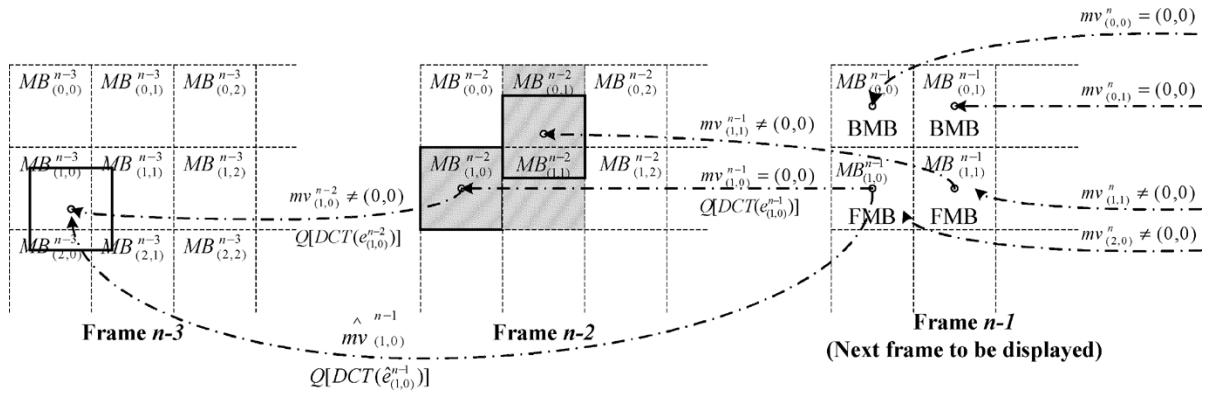 mv^n_(0,0) = (0,0)
MB^{n-3}_(0,0) MB^{n-3}_(0,1) MB^{n-3}_(0,2)
MB^{n-2}_(0,0) MB^{n-2}_(0,1) MB^{n-2}_(0,2)
MB^{n-1}_(0,0) MB^{n-1}_(0,1)
mv^n_(0,1) = (0,0)
BMB BMB
mv^{n-1}_(1,1) ≠ (0,0)
MB^{n-3}_(1,0) MB^{n-3}_(1,1) MB^{n-3}_(1,2)
MB^{n-2}_(1,0) MB^{n-2}_(1,1) MB^{n-2}_(1,2)
MB^{n-1}_(1,0) MB^{n-1}_(1,1)
mv^{n-2}_(1,0) ≠ (0,0)
mv^{n-1}_(1,0) = (0,0)
mv^n_(1,1) ≠ (0,0)
Q[DCT(e^{n-2}_(1,0))]
Q[DCT(e^{n-1}_(1,0))]
FMB FMB
mv^n_(2,0) ≠ (0,0)
MB^{n-3}_(2,0) MB^{n-3}_(2,1) MB^{n-3}_(2,2)
Frame n-3
Frame n-2
Frame n-1
(Next frame to be displayed)
m̂v^{n-1}_(1,0)
Q[DCT(ê^{n-1}_(1,0))]